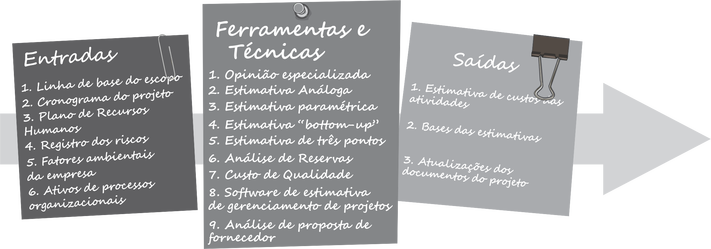 Entradas
1. Linha de base do escopo
2. Cronograma do projeto
3. Plano de Recursos
Humanos
4. Registro dos riscos
5. Fatores ambientais
da empresa
6. Ativos de processos
organizacionais
Ferramentas e
Técnicas
1. Opinião especializada
2. Estimativa Análoga
3. Estimativa paramétrica
4. Estimativa “bottom-up”
5. Estimativa de três pontos
6. Análise de Reservas
7. Custo de Qualidade
8. Software de estimativa
de gerenciamento de projetos
9. Análise de proposta de
fornecedor
Saídas
1. Estimativa de custos nas
atividades
2. Bases das estimativas
3. Atualizações dos
documentos do projeto